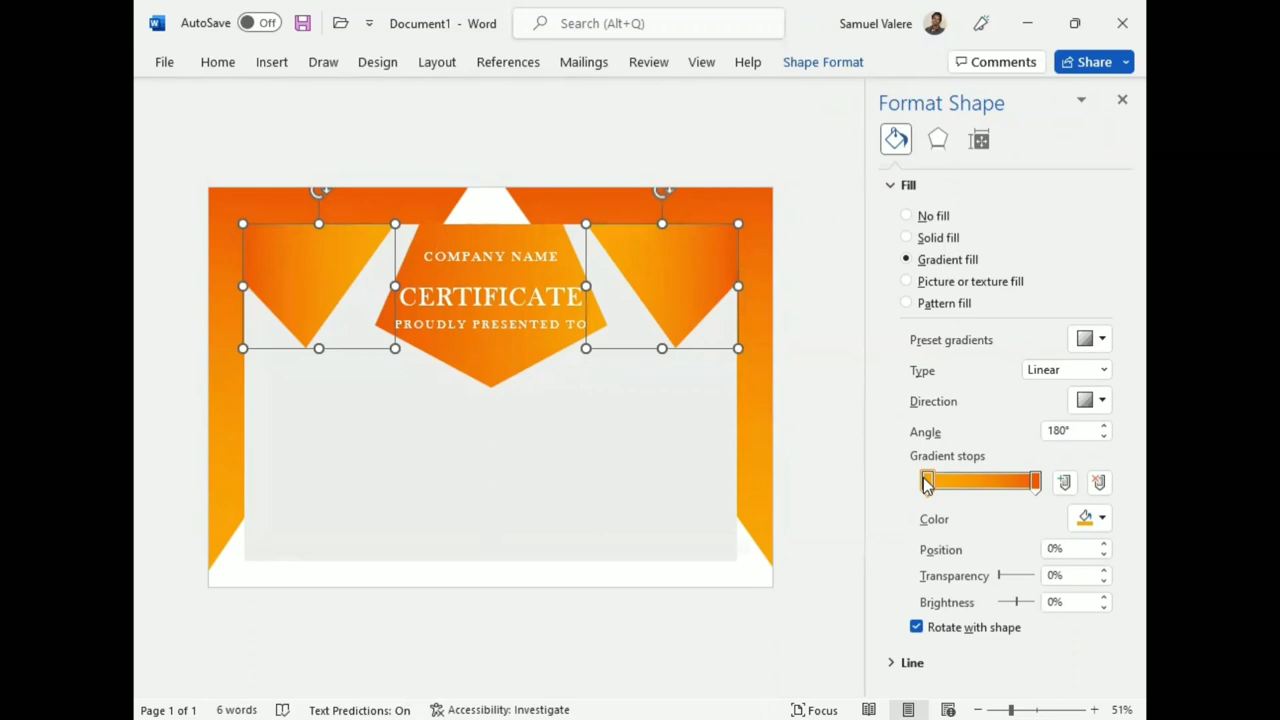 AutoSave Off Document1 - Word Search (Alt+Q) Samuel Valere
File Home Insert Draw Design Layout References Mailings Review View Help Shape Format Comments Share
Format Shape
Fill
No fill
Solid fill
Gradient fill
Picture or texture fill
Pattern fill
Preset gradients
Type Linear
Direction
Angle 180°
Gradient stops
Color
Position 0%
Transparency 0%
Brightness 0%
Rotate with shape
Line
COMPANY NAME
CERTIFICATE
PROUDLY PRESENTED TO
Page 1 of 1 6 words Text Predictions: On Accessibility: Investigate Focus 51%